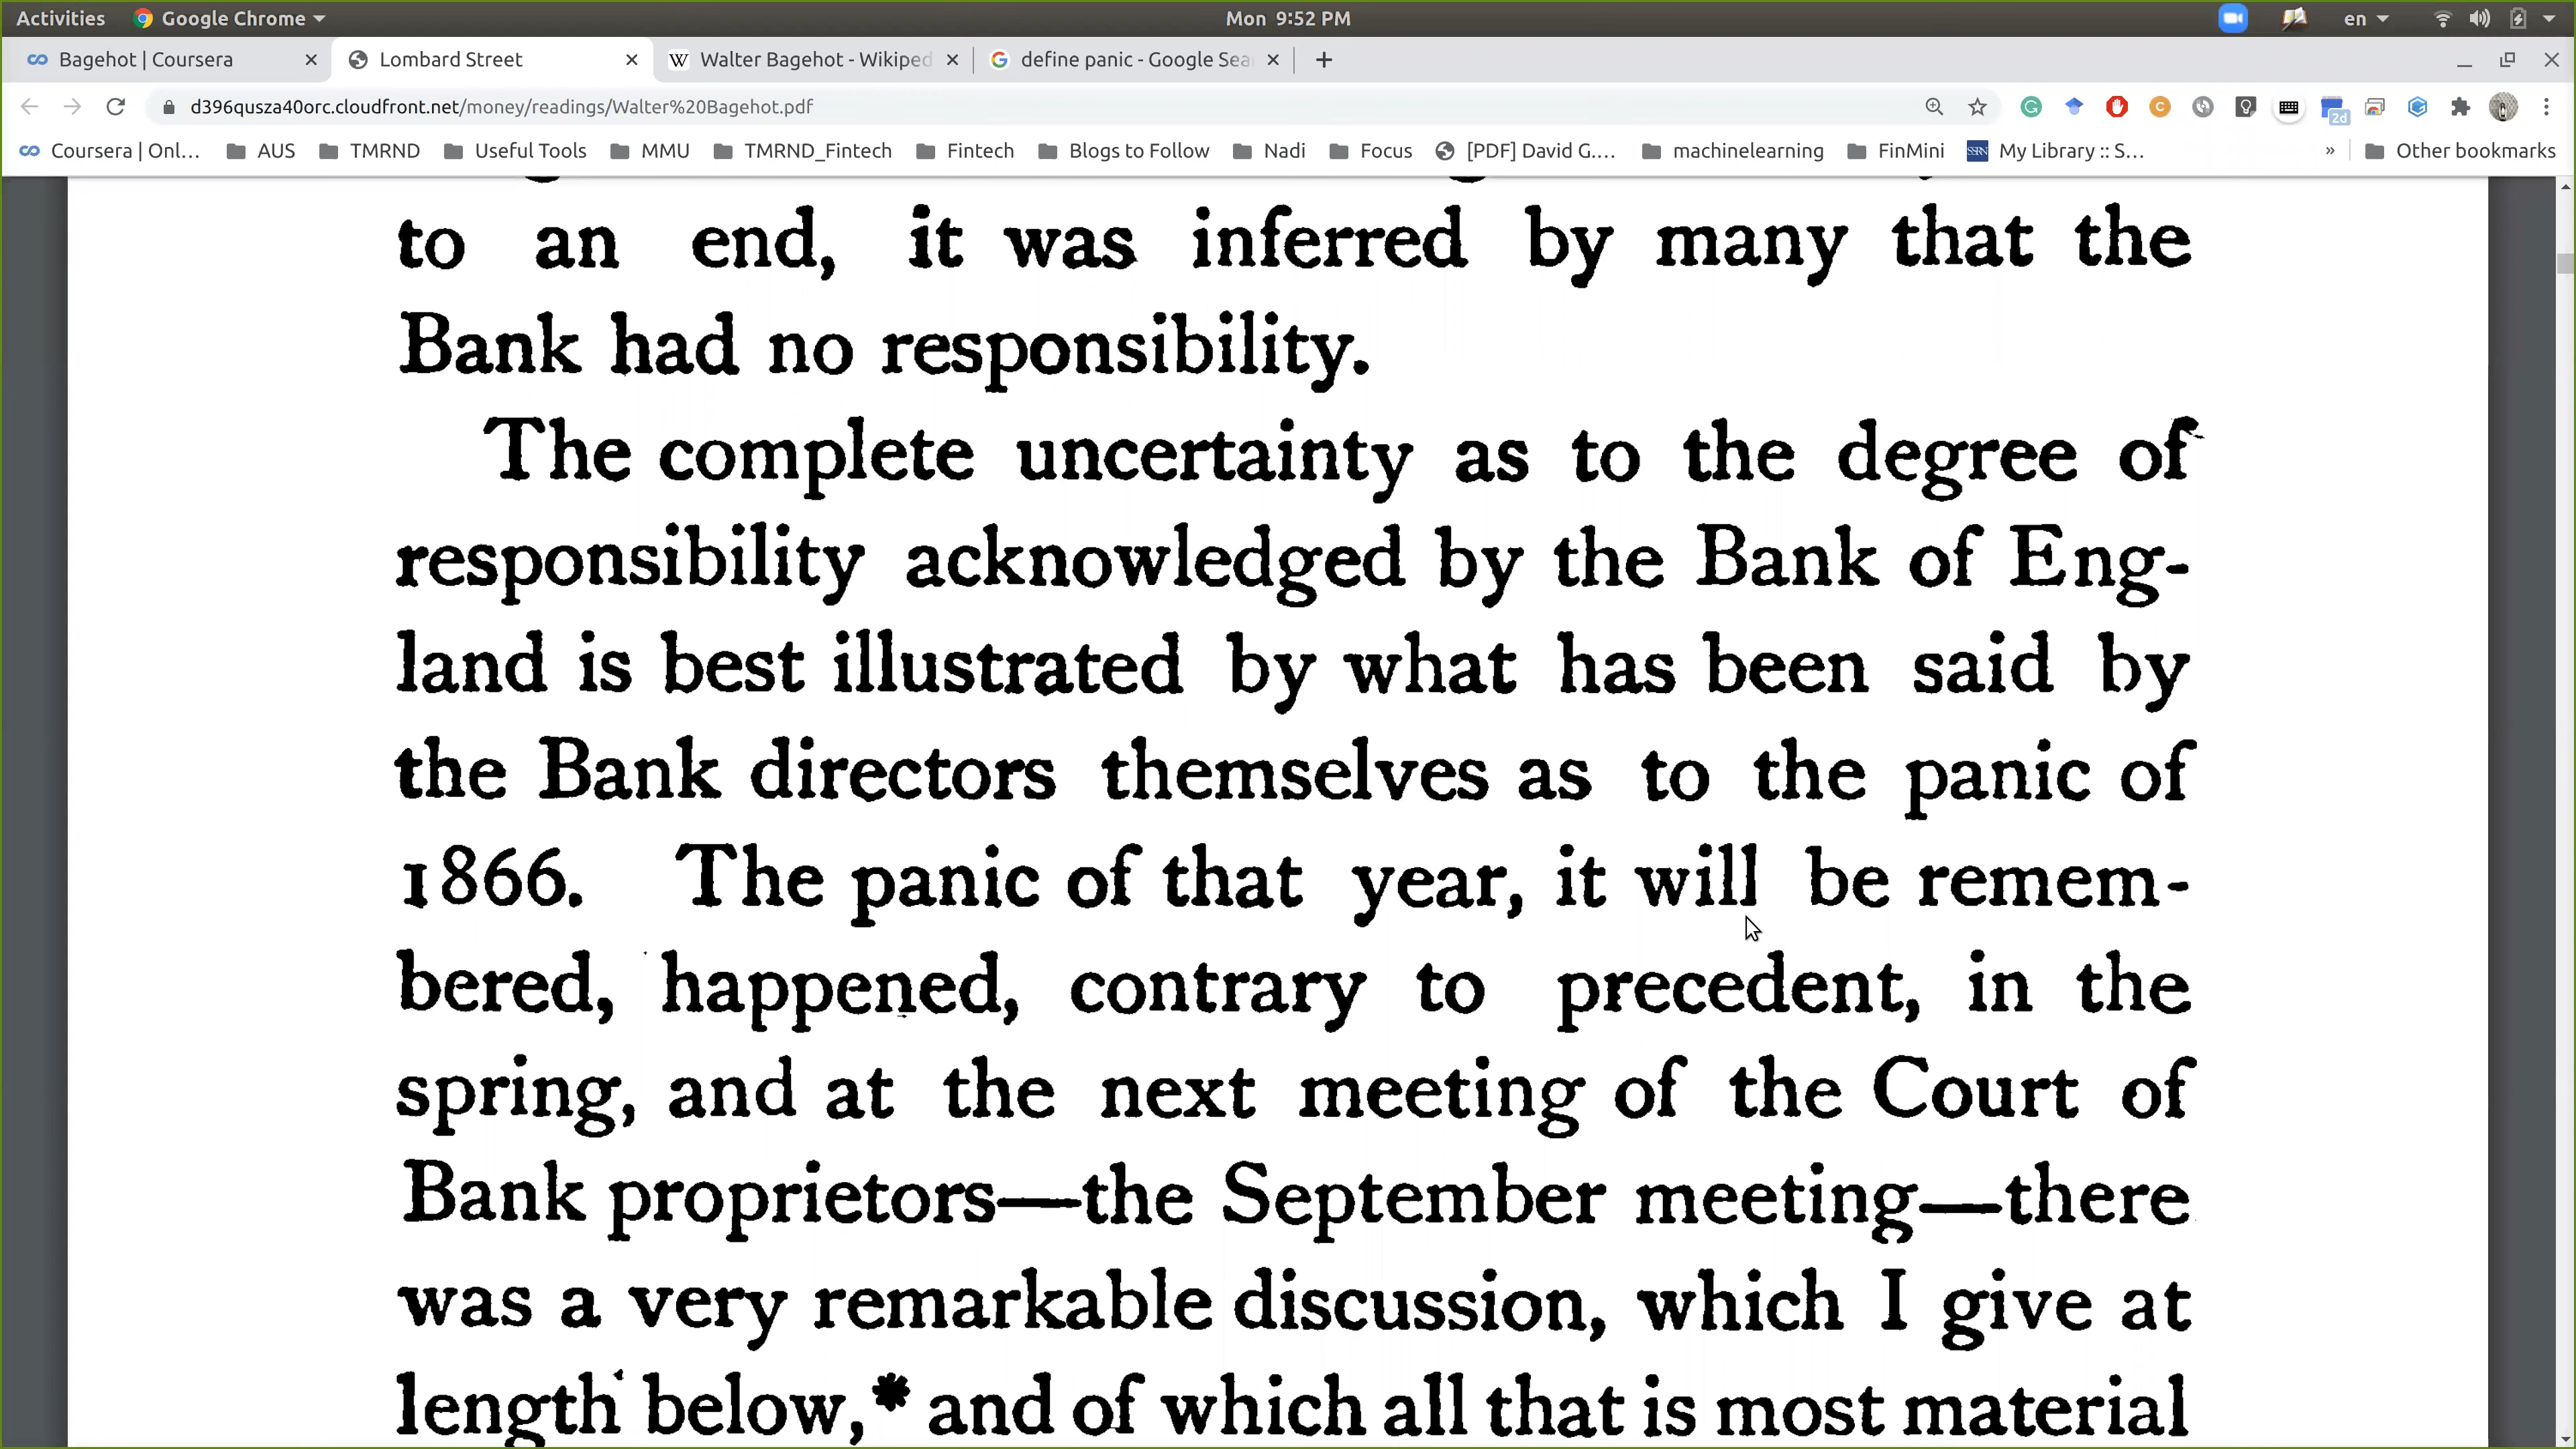 Activities Google Chrome Mon 9:52 PM en
Bagehot | Coursera Lombard Street W Walter Bagehot - Wikiped define panic - Google Sea
d396qusza40orc.cloudfront.net/money/readings/Walter%20Bagehot.pdf 2d
Coursera | Onl... AUS TMRND Useful Tools MMU TMRND_Fintech Fintech Blogs to Follow Nadi Focus [PDF] David G.... machinelearning FinMini SSRN My Library :: S... » Other bookmarks
to an end, it was inferred by many that the
Bank had no responsibility.
The complete uncertainty as to the degree of
responsibility acknowledged by the Bank of Eng-
land is best illustrated by what has been said by
the Bank directors themselves as to the panic of
1866. The panic of that year, it will be remem-
bered, happened, contrary to precedent, in the
spring, and at the next meeting of the Court of
Bank proprietors—the September meeting—there
was a very remarkable discussion, which I give at
length below,* and of which all that is most material